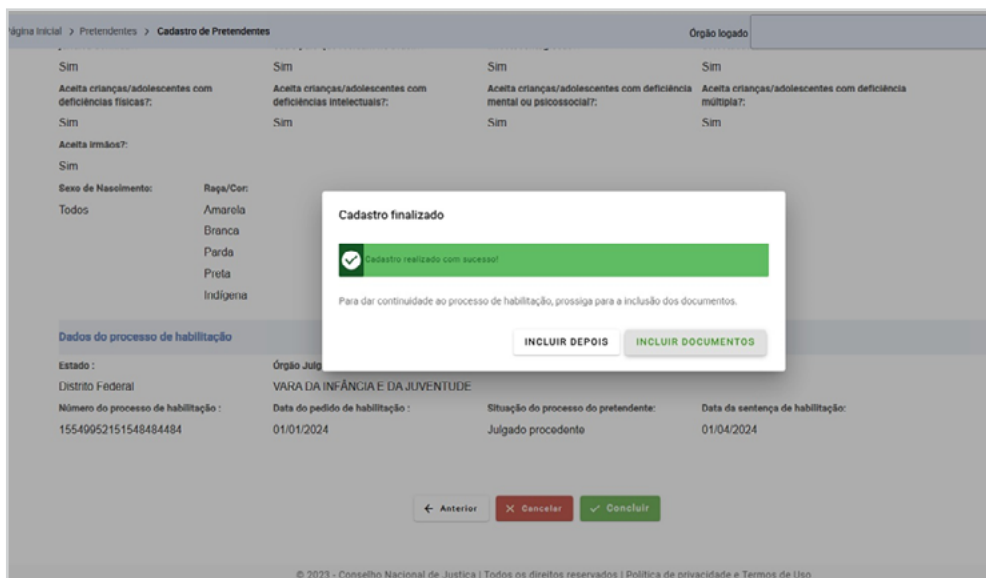 Página Inicial > Pretendentes > Cadastro de Pretendentes
Órgão logado
Sim Sim Sim Sim
Aceita crianças/adolescentes com deficiências físicas?: Aceita crianças/adolescentes com deficiências intelectuais?: Aceita crianças/adolescentes com deficiência mental ou psicossocial?: Aceita crianças/adolescentes com deficiência múltipla?:
Sim Sim Sim Sim
Aceita irmãos?:
Sim
Sexo de Nascimento: Raça/Cor:
Todos Amarela
Branca
Parda
Preta
Indígena
Cadastro finalizado
Cadastro realizado com sucesso!
Para dar continuidade ao processo de habilitação, prossiga para a inclusão dos documentos.
INCLUIR DEPOIS INCLUIR DOCUMENTOS
Dados do processo de habilitação
Estado : Órgão Julg
Distrito Federal VARA DA INFÂNCIA E DA JUVENTUDE
Número do processo de habilitação : Data do pedido de habilitação : Situação do processo do pretendente: Data da sentença de habilitação:
15549952151548484484 01/01/2024 Julgado procedente 01/04/2024
Anterior Cancelar Concluir
© 2023 - Conselho Nacional de Justiça | Todos os direitos reservados | Política de privacidade e Termos de Uso